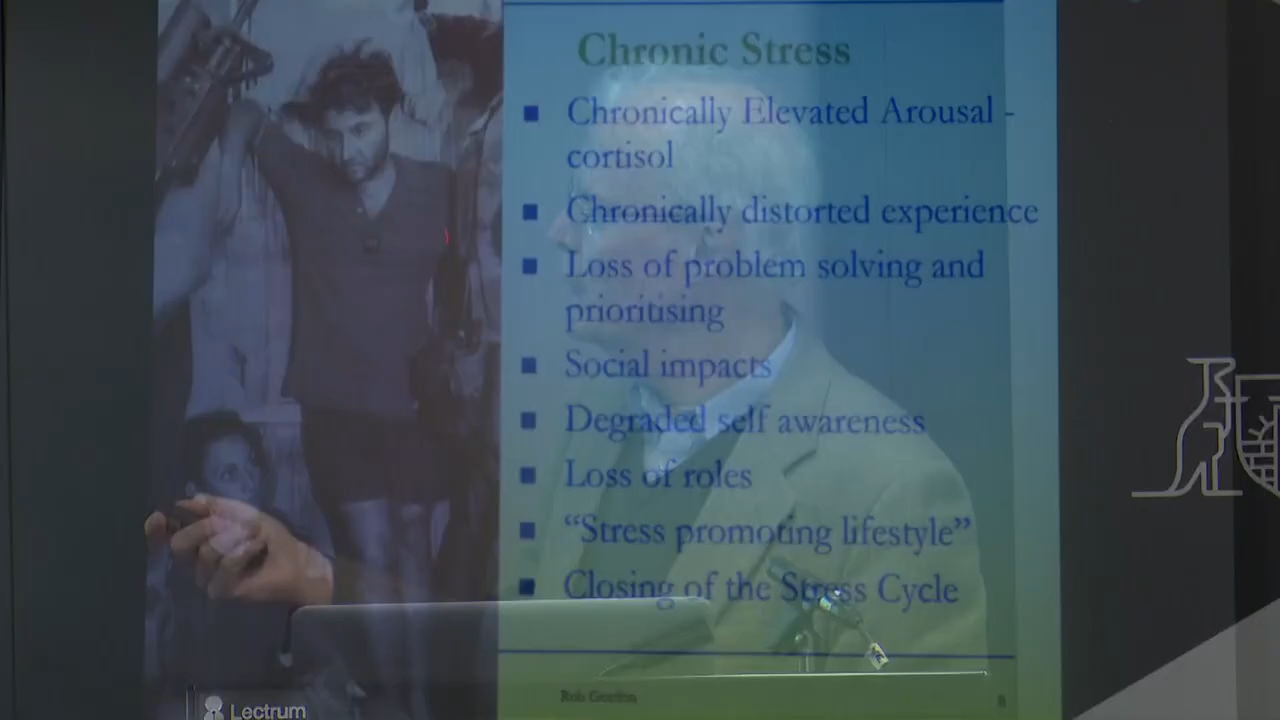 Chronic Stress
■ Chronically Elevated Arousal -
cortisol
■ Chronically distorted experience
■ Loss of problem solving and
prioritising
■ Social impacts
■ Degraded self awareness
■ Loss of roles
■ “Stress promoting lifestyle”
■ Closing of the Stress Cycle
Rob Gordon
8
Lectrum